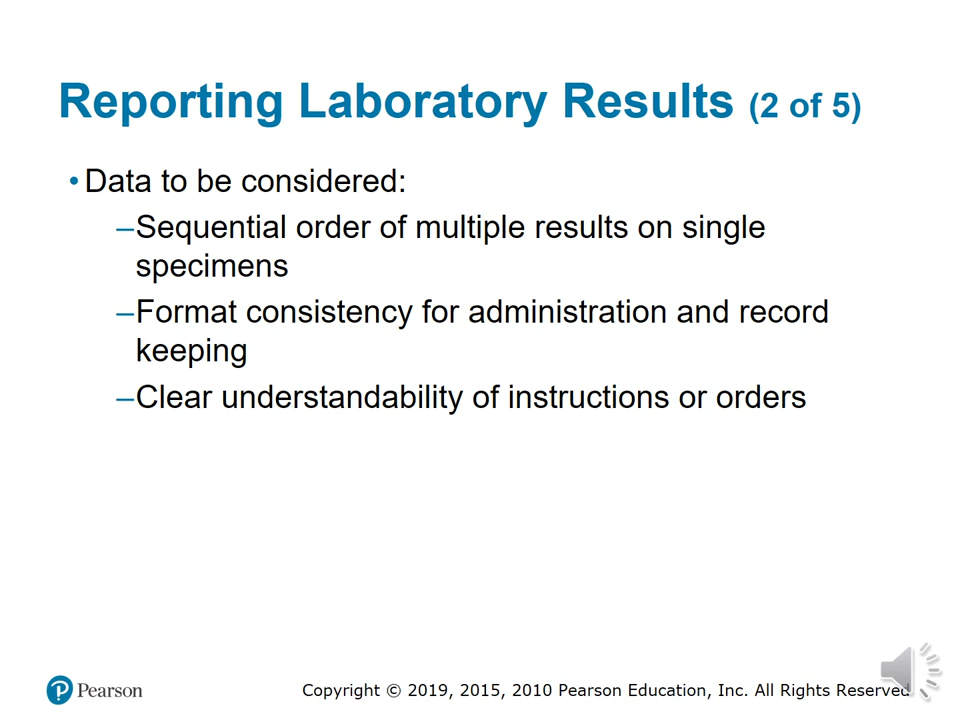 Reporting Laboratory Results (2 of 5)
• Data to be considered:
–Sequential order of multiple results on single
specimens
–Format consistency for administration and record
keeping
–Clear understandability of instructions or orders
Pearson
Copyright © 2019, 2015, 2010 Pearson Education, Inc. All Rights Reserved